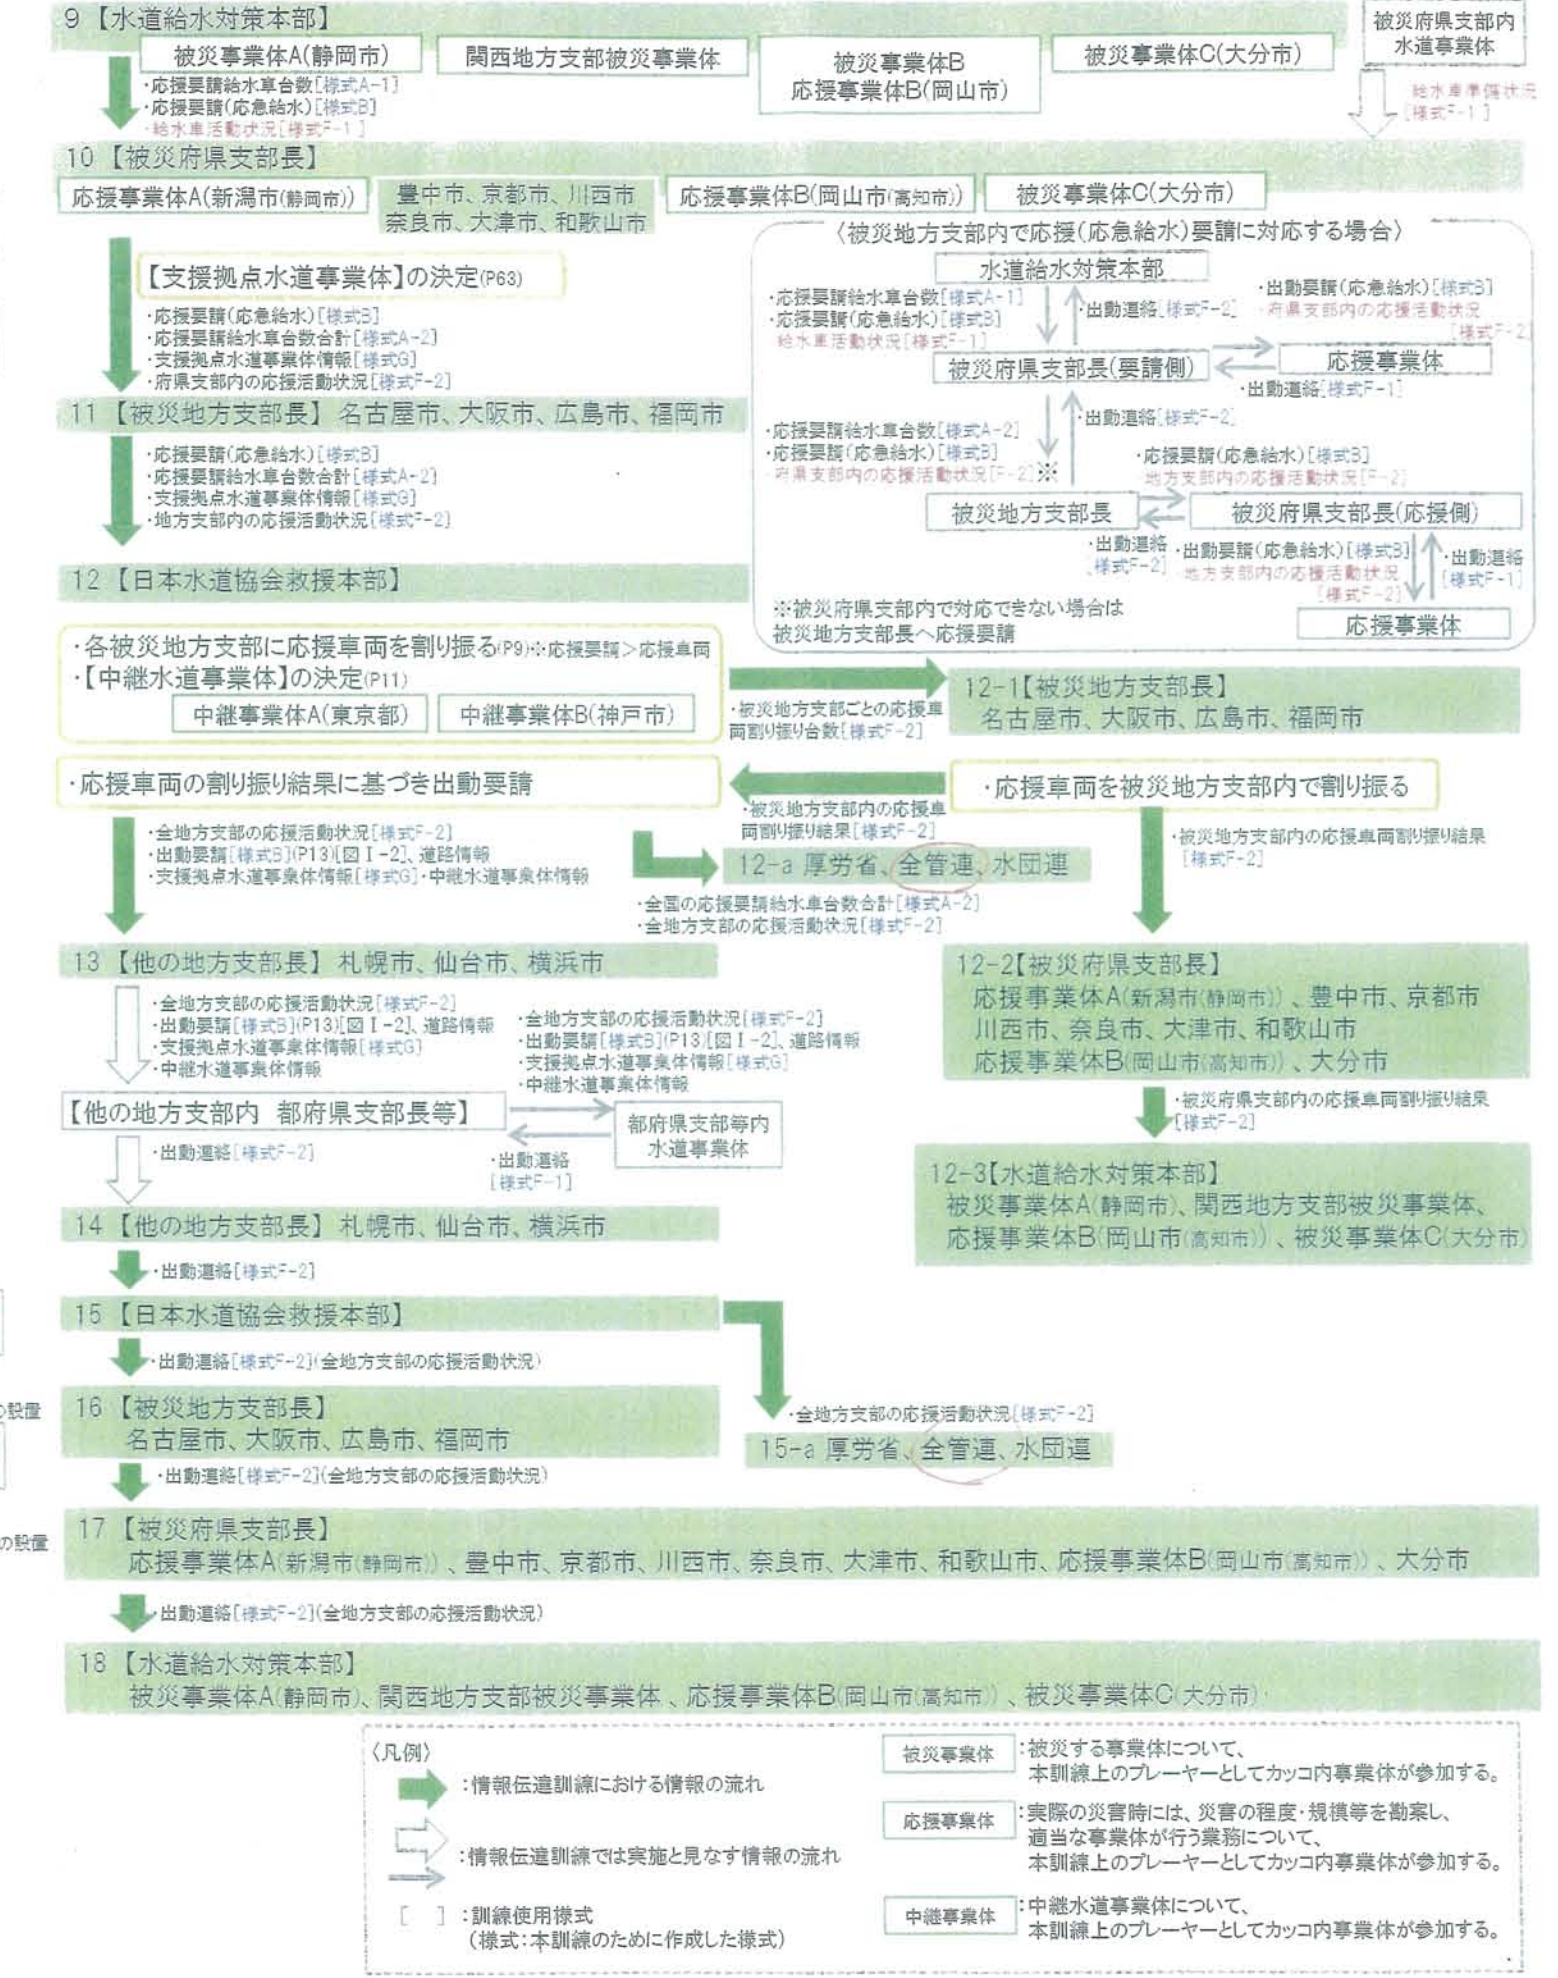 9 【水道給水対策本部】
被災府県支部内
水道事業体
被災事業体A(静岡市)
関西地方支部被災事業体
被災事業体B
応援事業体B(岡山市)
被災事業体C(大分市)
・応援要請給水車台数[様式A-1]
・応援要請(応急給水)[様式B]
・給水車活動状況[様式F-1]
給水車準備状況
[様式F-1]
10 【被災府県支部長】
応援事業体A(新潟市(静岡市))
豊中市、京都市、川西市
奈良市、大津市、和歌山市
応援事業体B(岡山市(高知市))
被災事業体C(大分市)
【支援拠点水道事業体】の決定(P63)
・応援要請(応急給水)[様式B]
・応援要請給水車台数合計[様式A-2]
・支援拠点水道事業体情報[様式G]
・府県支部内の応援活動状況[様式F-2]
11 【被災地方支部長】 名古屋市、大阪市、広島市、福岡市
・応援要請(応急給水)[様式B]
・応援要請給水車台数合計[様式A-2]
・支援拠点水道事業体情報[様式G]
・地方支部内の応援活動状況[様式F-2]
12 【日本水道協会救援本部】
〈被災地方支部内で応援(応急給水)要請に対応する場合〉
水道給水対策本部
・応援要請給水車台数[様式A-1]
・応援要請(応急給水)[様式B]
給水車活動状況[様式F-1]
・出動連絡[様式F-2]
・出動要請(応急給水)[様式B]
・府県支部内の応援活動状況
[様式F-2]
被災府県支部長(要請側)
応援事業体
・出動連絡[様式F-1]
・応援要請給水車台数[様式A-2]
・応援要請(応急給水)[様式B]
・府県支部内の応援活動状況[F-2]※
・出動連絡[様式F-2]
・応援要請(応急給水)[様式B]
・地方支部内の応援活動状況[F-2]
被災地方支部長
被災府県支部長(応援側)
・出動連絡
[様式F-2]
・出動要請(応急給水)[様式B]
・地方支部内の応援活動状況
[様式F-2]
・出動連絡
[様式F-1]
※被災府県支部内で対応できない場合は
被災地方支部長へ応援要請
応援事業体
・各被災地方支部に応援車両を割り振る(P9)※応援要請＞応援車両
・【中継水道事業体】の決定(P11)
中継事業体A(東京都)
中継事業体B(神戸市)
・被災地方支部ごとの応援車
両割り振り台数[様式F-2]
12-1【被災地方支部長】
名古屋市、大阪市、広島市、福岡市
・応援車両の割り振り結果に基づき出動要請
・被災地方支部内の応援車
両割り振り結果[様式F-2]
・応援車両を被災地方支部内で割り振る
・全地方支部の応援活動状況[様式F-2]
・出動要請[様式B](P13)[図Ⅰ-2]、道路情報
・支援拠点水道事業体情報[様式G]・中継水道事業体情報
12-a 厚労省、全管連、水団連
・全国の応援要請給水車台数合計[様式A-2]
・全地方支部の応援活動状況[様式F-2]
・被災地方支部内の応援車両割り振り結果
[様式F-2]
13 【他の地方支部長】 札幌市、仙台市、横浜市
・全地方支部の応援活動状況[様式F-2]
・出動要請[様式B](P13)[図Ⅰ-2]、道路情報
・支援拠点水道事業体情報[様式G]
・中継水道事業体情報
・全地方支部の応援活動状況[様式F-2]
・出動要請[様式B](P13)[図Ⅰ-2]、道路情報
・支援拠点水道事業体情報[様式G]
・中継水道事業体情報
12-2【被災府県支部長】
応援事業体A(新潟市(静岡市))、豊中市、京都市
川西市、奈良市、大津市、和歌山市
応援事業体B(岡山市(高知市))、大分市
【他の地方支部内 都府県支部長等】
都府県支部等内
水道事業体
・出動連絡[様式F-2]
・出動連絡
[様式F-1]
・被災府県支部内の応援車両割り振り結果
[様式F-2]
12-3【水道給水対策本部】
被災事業体A(静岡市)、関西地方支部被災事業体、
応援事業体B(岡山市(高知市))、被災事業体C(大分市)
14 【他の地方支部長】 札幌市、仙台市、横浜市
・出動連絡[様式F-2]
15 【日本水道協会救援本部】
・出動連絡[様式F-2](全地方支部の応援活動状況)
の設置
16 【被災地方支部長】
名古屋市、大阪市、広島市、福岡市
・全地方支部の応援活動状況[様式F-2]
15-a 厚労省、全管連、水団連
・出動連絡[様式F-2](全地方支部の応援活動状況)
の設置
17 【被災府県支部長】
応援事業体A(新潟市(静岡市))、豊中市、京都市、川西市、奈良市、大津市、和歌山市、応援事業体B(岡山市(高知市))、大分市
・出動連絡[様式F-2](全地方支部の応援活動状況)
18 【水道給水対策本部】
被災事業体A(静岡市)、関西地方支部被災事業体、応援事業体B(岡山市(高知市))、被災事業体C(大分市)
〈凡例〉
:情報伝達訓練における情報の流れ
:情報伝達訓練では実施と見なす情報の流れ
[ ] :訓練使用様式
(様式:本訓練のために作成した様式)
被災事業体 :被災する事業体について、
本訓練上のプレーヤーとしてカッコ内事業体が参加する。
応援事業体 :実際の災害時には、災害の程度・規模等を勘案し、
適当な事業体が行う業務について、
本訓練上のプレーヤーとしてカッコ内事業体が参加する。
中継事業体 :中継水道事業体について、
本訓練上のプレーヤーとしてカッコ内事業体が参加する。